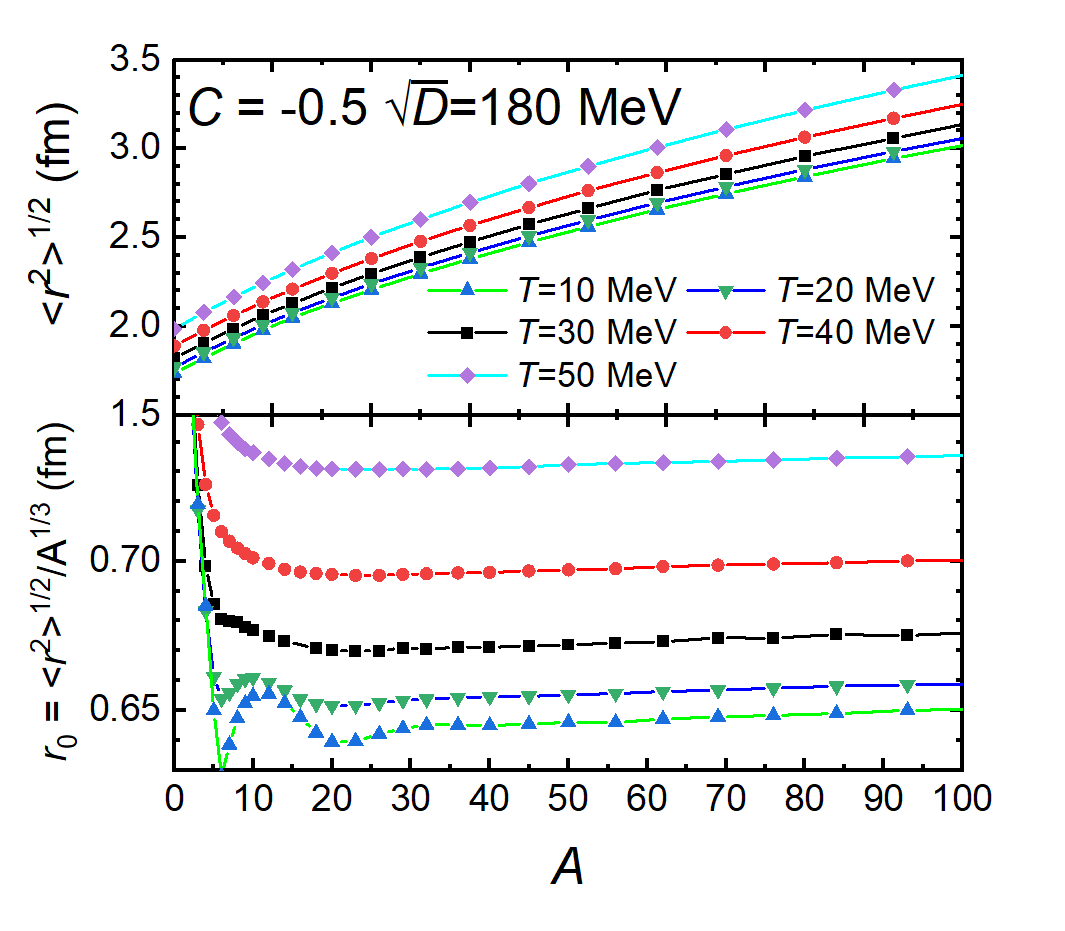 C = -0.5 √D=180 MeV
<r²>¹/² (fm)
3.5
3.0
2.5
2.0
1.5
T=10 MeV T=20 MeV
T=30 MeV T=40 MeV
T=50 MeV
r₀ = <r²>¹/²/A¹/³ (fm)
0.70
0.65
0 10 20 30 40 50 60 70 80 90 100
A